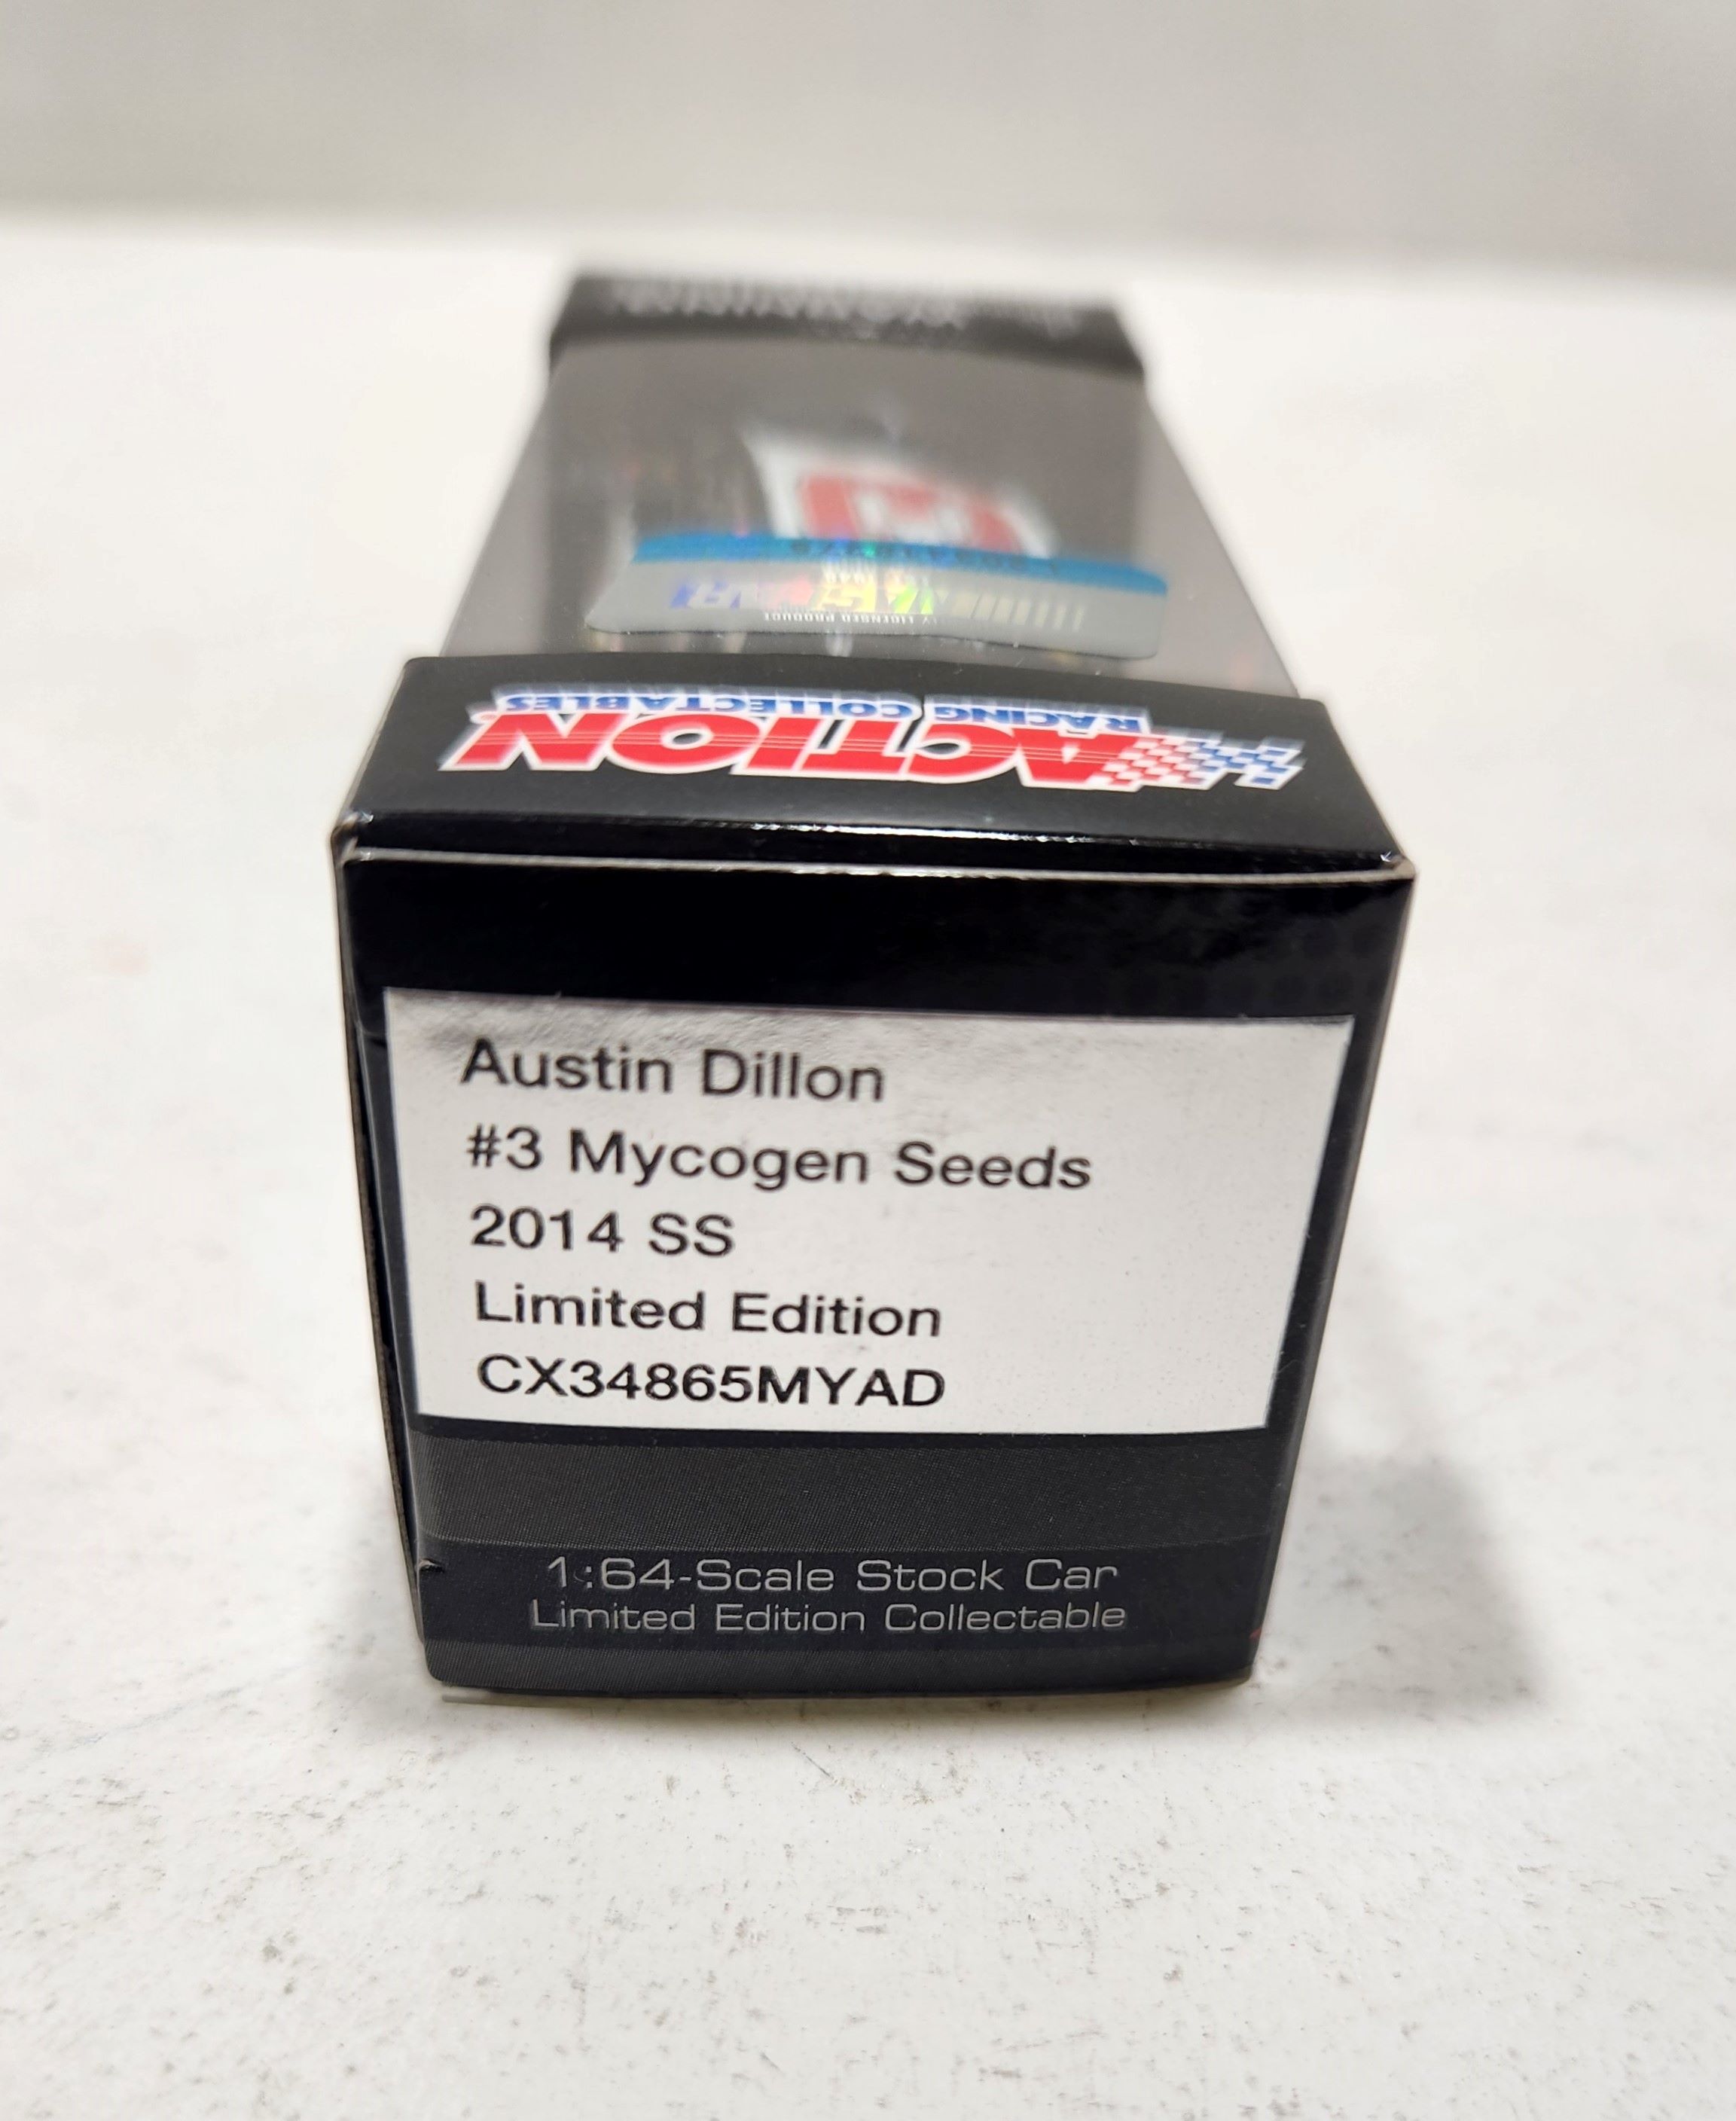 NASCAR
ACTION
RACING COLLECTABLES
Austin Dillon
#3 Mycogen Seeds
2014 SS
Limited Edition
CX34865MYAD
1:64-Scale Stock Car
Limited Edition Collectable